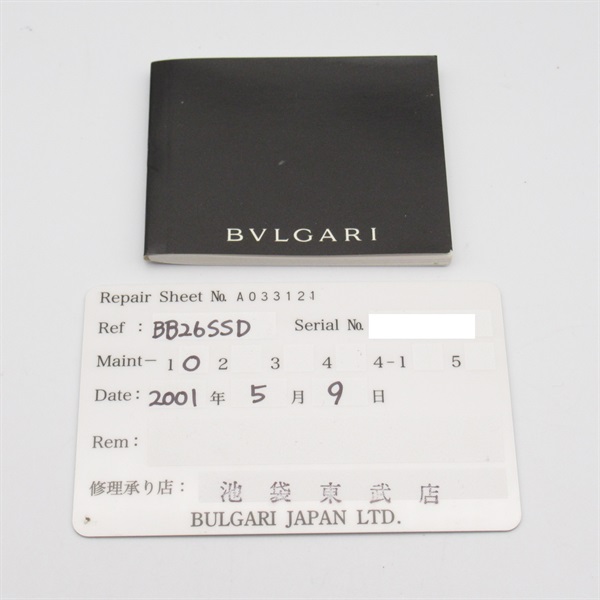 BVLGARI
Repair Sheet No. A033121
Ref : BB26SSD Serial No.
Maint- 1 O 2 3 4 4-1 5
Date: 2001 年 5 月 9 日
Rem:
修理承り店: 池袋東武店
BULGARI JAPAN LTD.